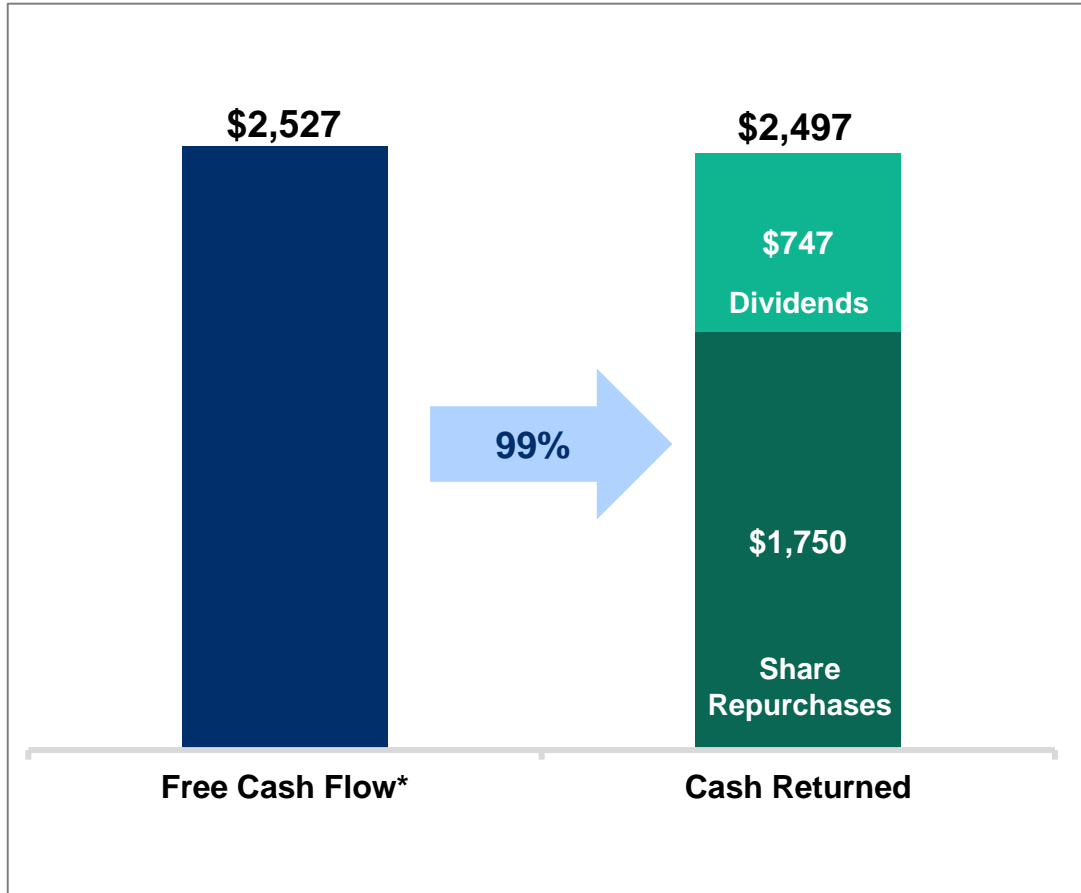 $2,527
$2,497
$747
Dividends
99%
$1,750
Share
Repurchases
Free Cash Flow*
Cash Returned